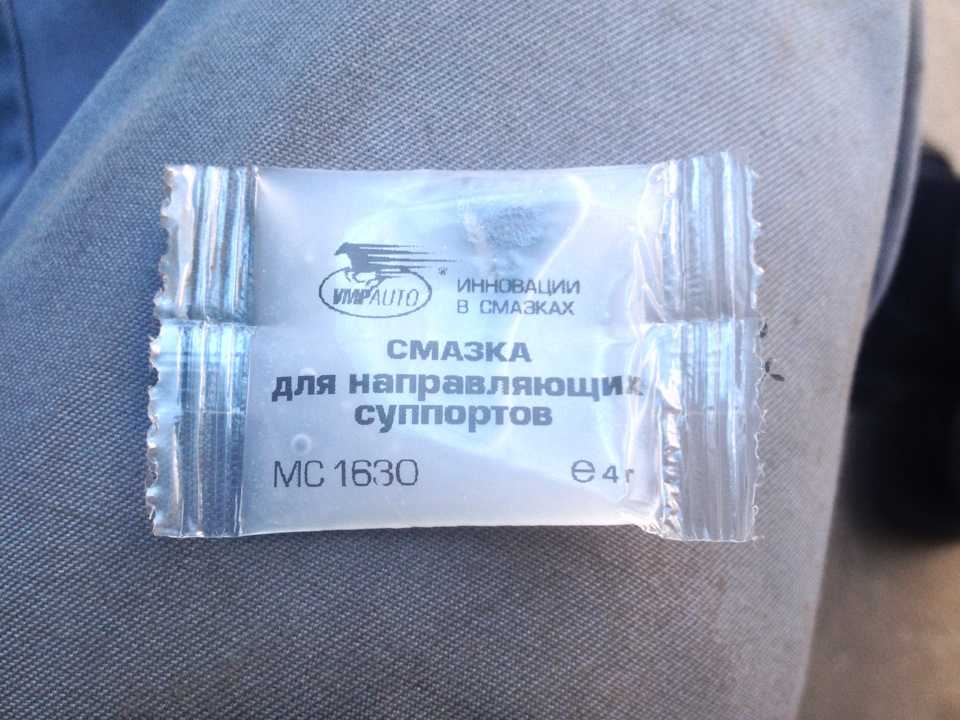 VMPAUTO ®
ИННОВАЦИИ
В СМАЗКАХ
СМАЗКА
для направляющих
суппортов
МС 1630
℮ 4 г